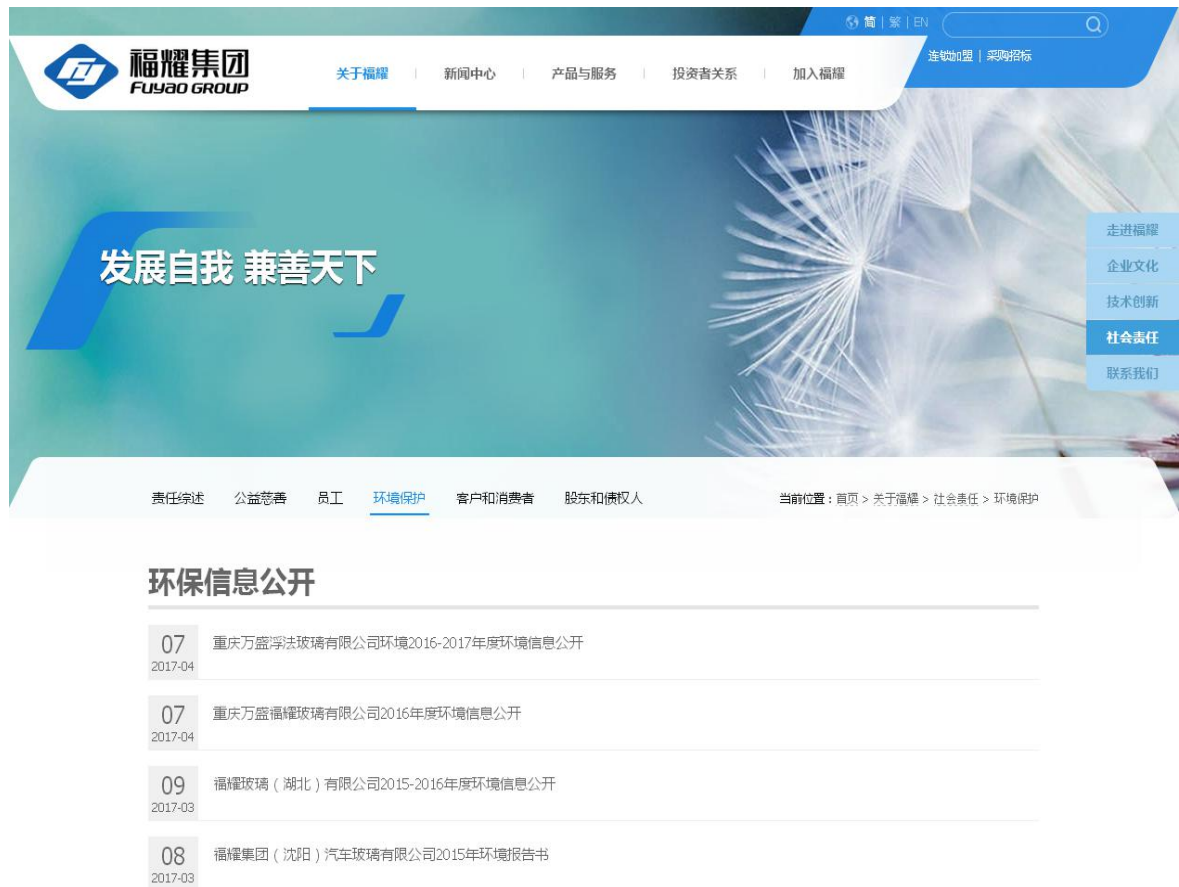 简 | 繁 | EN
连锁加盟 | 采购招标
福耀集团
FUYAO GROUP
关于福耀 | 新闻中心 | 产品与服务 | 投资者关系 | 加入福耀
发展自我 兼善天下
走进福耀
企业文化
技术创新
社会责任
联系我们
责任综述 公益慈善 员工 环境保护 客户和消费者 股东和债权人
当前位置：首页 > 关于福耀 > 社会责任 > 环境保护
环保信息公开
07 重庆万盛浮法玻璃有限公司环境2016-2017年度环境信息公开
2017-04
07 重庆万盛福耀玻璃有限公司2016年度环境信息公开
2017-04
09 福耀玻璃（湖北）有限公司2015-2016年度环境信息公开
2017-03
08 福耀集团（沈阳）汽车玻璃有限公司2015年环境报告书
2017-03